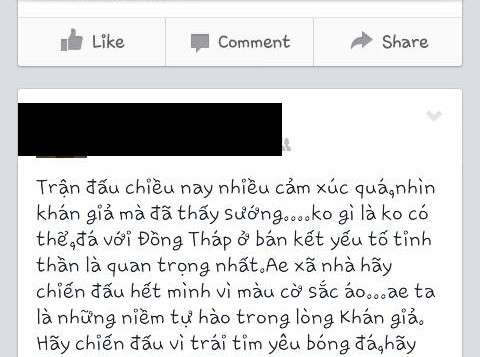 Like Comment Share
Trận đấu chiều nay nhiều cảm xúc quá,nhìn
khán giả mà đã thấy sướng....ko gì là ko có
thể,đá với Đồng Tháp ở bán kết yếu tố tinh
thần là quan trọng nhất.Ae xã nhà hãy
chiến đấu hết mình vì màu cờ sắc áo...ae ta
là những niềm tự hào trong lòng Khán giả.
Hãy chiến đấu vì trái tim yêu bóng đá,hãy